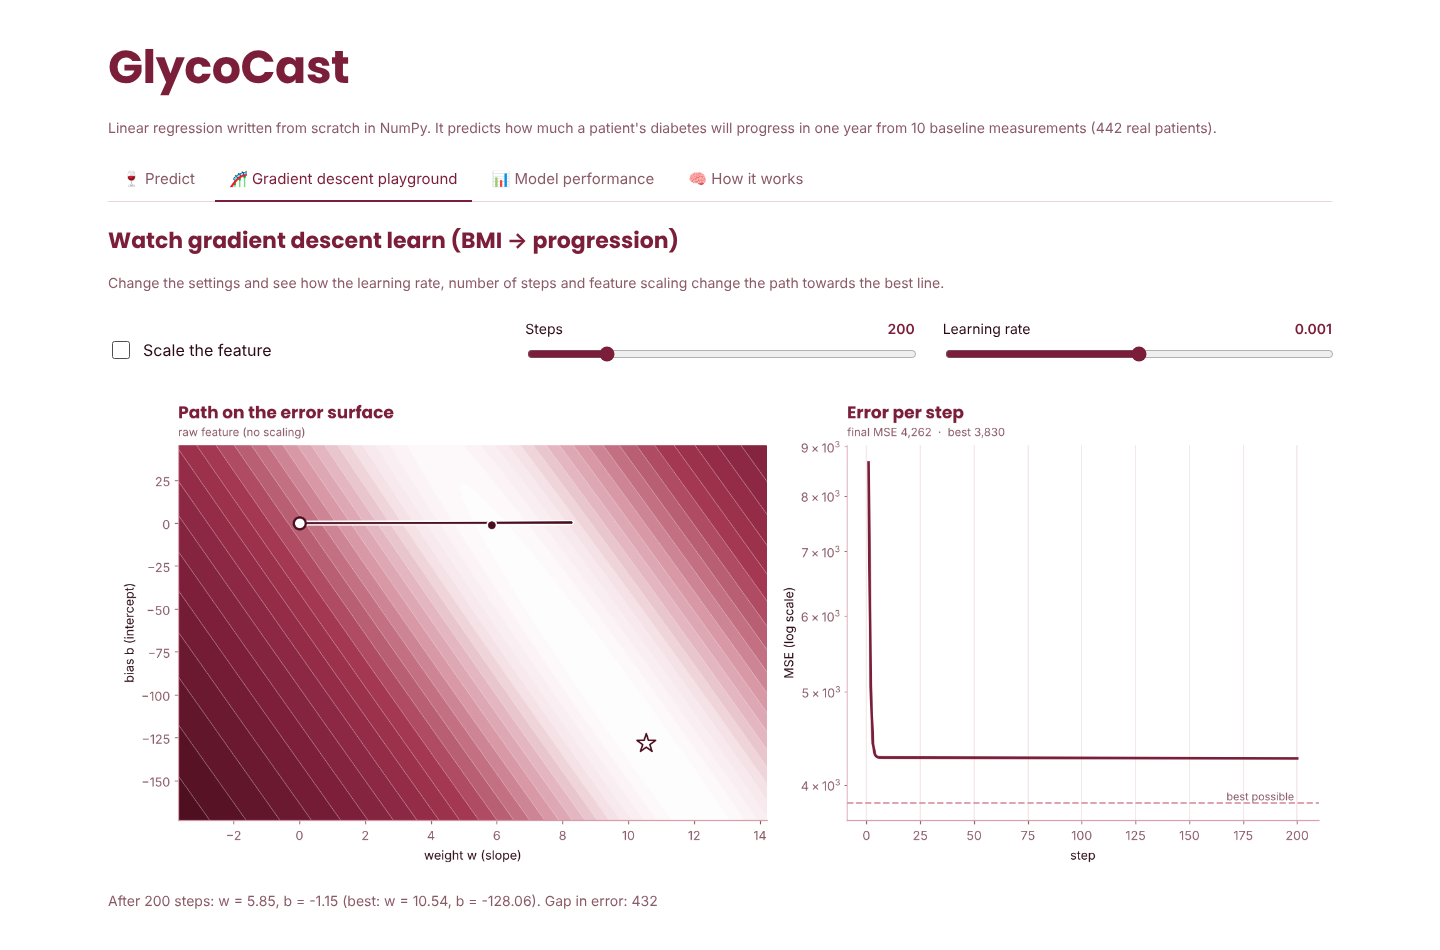 GlycoCast
Linear regression written from scratch in NumPy. It predicts how much a patient's diabetes will progress in one year from 10 baseline measurements (442 real patients).
🍷 Predict
🎢 Gradient descent playground
📊 Model performance
🧠 How it works
Watch gradient descent learn (BMI → progression)
Change the settings and see how the learning rate, number of steps and feature scaling change the path towards the best line.
Scale the feature
Steps 200
Learning rate 0.001
Path on the error surface
raw feature (no scaling)
25
0
−25
−50
−75
−100
−125
−150
bias b (intercept)
−2 0 2 4 6 8 10 12 14
weight w (slope)
Error per step
final MSE 4,262 · best 3,830
9 × 10³
8 × 10³
7 × 10³
6 × 10³
5 × 10³
4 × 10³
MSE (log scale)
best possible
0 25 50 75 100 125 150 175 200
step
After 200 steps: w = 5.85, b = -1.15 (best: w = 10.54, b = -128.06). Gap in error: 432